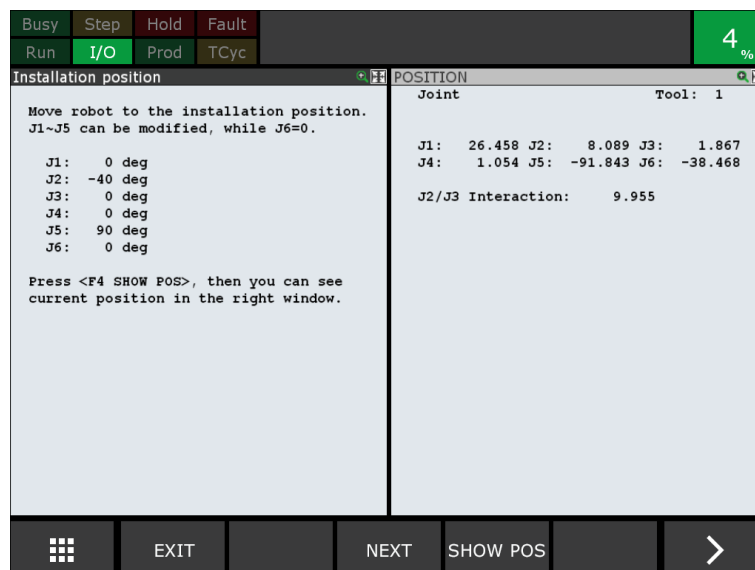 Busy Step Hold Fault
Run I/O Prod TCyc
4 %
Installation position
Move robot to the installation position.
J1~J5 can be modified, while J6=0.
J1: 0 deg
J2: -40 deg
J3: 0 deg
J4: 0 deg
J5: 90 deg
J6: 0 deg
Press <F4 SHOW POS>, then you can see
current position in the right window.
POSITION
Joint Tool: 1
J1: 26.458 J2: 8.089 J3: 1.867
J4: 1.054 J5: -91.843 J6: -38.468
J2/J3 Interaction: 9.955
EXIT NEXT SHOW POS